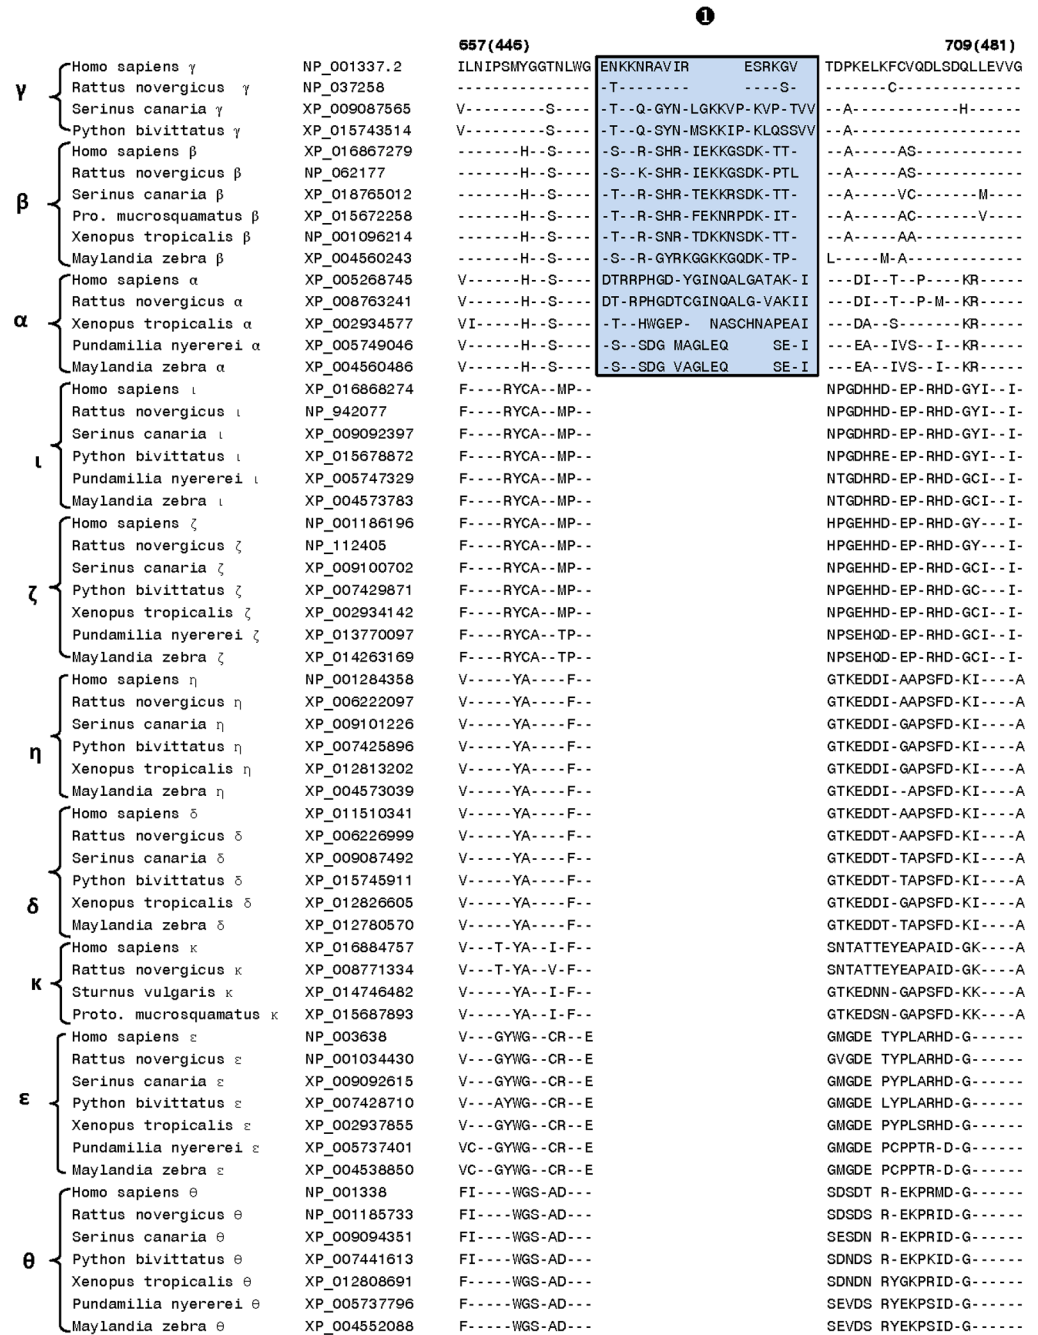 ❶
657(446) 709(481)
γ
Homo sapiens γ NP_001337.2 ILNIPSMYGGTNLWG ENKKNRAVIR ESRKGV TDPKELKFCVQDLSDQLLEVVG
Rattus novergicus γ NP_037258 --------------- -T-------- ----S- -------C--------------
Serinus canaria γ XP_009087565 V---------S---- -T--Q-GYN-LGKKVP-KVP-TVV --A------------H------
Python bivittatus γ XP_015743514 V---------S---- -T--Q-SYN-MSKKIP-KLQSSVV --A-------------------
β
Homo sapiens β XP_016867279 -------H--S---- -S--R-SHR-IEKKGSDK-TT- --A-----AS------------
Rattus novergicus β NP_062177 -------H--S---- -S--K-SHR-IEKGSDK-PTL --A-----AS------------
Serinus canaria β XP_018765012 -------H--S---- -T--R-SHR-TEKKRSDK-TT- --A-----VC-------M----
Pro. mucrosquamatus β XP_015672258 -------H--S---- -T--R-SHR-FEKNRPDK-IT- --A-----AC-------V----
Xenopus tropicalis β NP_001096214 -------H--S---- -T--R-SNR-TDKKNSDK-TT- --A-----AA------------
Maylandia zebra β XP_004560243 -------H--S---- -S--R-GYRKGGKKGQDK-TP- L-----M-A-------------
α
Homo sapiens α XP_005268745 V------H--S---- DTRRPHGD-YGINQALGATAK-I ---DI--T--P----KR-----
Rattus novergicus α XP_008763241 V------H--S---- DT-RPHGDTCGINQALG-VAKII ---DI--T--P-M--KR-----
Xenopus tropicalis α XP_002934577 VI-----H--S---- -T--HWGEP- NASCHNAPEAI ---DA--S-------KR-----
Pundamilia nyererei α XP_005749046 V------H--S---- -S--SDG MAGLEQ SE-I ---EA--IVS--I--KR-----
Maylandia zebra α XP_004560486 V------H--S---- -S--SDG VAGLEQ SE-I ---EA--IVS--I--KR-----
ι
Homo sapiens ι XP_016868274 F----RYCA--MP-- NPGDHHD-EP-RHD-GYI--I-
Rattus novergicus ι NP_942077 F----RYCA--MP-- NPGDHHD-EP-RHD-GYI--I-
Serinus canaria ι XP_009092397 F----RYCA--MP-- NPGDHRD-EP-RHD-GYI--I-
Python bivittatus ι XP_015678872 F----RYCA--MP-- NPGDHRE-EP-RHD-GYI--I-
Pundamilia nyererei ι XP_005747329 F----RYCA--MP-- NTGDHRD-EP-RHD-GCI--I-
Maylandia zebra ι XP_004573783 F----RYCA--MP-- NTGDHRD-EP-RHD-GCI--I-
ζ
Homo sapiens ζ NP_001186196 F----RYCA--MP-- HPGEHHD-EP-RHD-GY---I-
Rattus novergicus ζ NP_112405 F----RYCA--MP-- HPGEHHD-EP-RHD-GY---I-
Serinus canaria ζ XP_009100702 F----RYCA--MP-- NPGEHHD-EP-RHD-GCI--I-
Python bivittatus ζ XP_007429871 F----RYCA--MP-- NPGEHHD-EP-RHD-GC---I-
Xenopus tropicalis ζ XP_002934142 F----RYCA--MP-- NPGEHHD-EP-RHD-GCI--I-
Pundamilia nyererei ζ XP_013770097 F----RYCA--TP-- NPSEHQD-EP-RHD-GCI--I-
Maylandia zebra ζ XP_014263169 F----RYCA--TP-- NPSEHQD-EP-RHD-GCI--I-
η
Homo sapiens η NP_001284358 V-----YA----F-- GTKEDDI-AAPSFD-KI----A
Rattus novergicus η XP_006222097 V-----YA----F-- GTKEDDI-AAPSFD-KI----A
Serinus canaria η XP_009101226 V-----YA----F-- GTKEDDI-GAPSFD-KI----A
Python bivittatus η XP_007425896 V-----YA----F-- GTKEDDI-GAPSFD-KI----A
Xenopus tropicalis η XP_012813202 V-----YA----F-- GTKEDDI-GAPSFD-KI----A
Maylandia zebra η XP_004573039 V-----YA----F-- GTKEDDI--APSFD-KI----A
δ
Homo sapiens δ XP_011510341 V-----YA----F-- GTKEDDT-AAPSFD-KI----A
Rattus novergicus δ XP_006226999 V-----YA----F-- GTKEDDT-AAPSFD-KI----A
Serinus canaria δ XP_009087492 V-----YA----F-- GTKEDDT-TAPSFD-KI----A
Python bivittatus δ XP_015745911 V-----YA----F-- GTKEDDT-TAPSFD-KI----A
Xenopus tropicalis δ XP_012826605 V-----YA----F-- GTKEDDI-GAPSFD-KI----A
Maylandia zebra δ XP_012780570 V-----YA----F-- GTKEDDT-TAPSFD-KI----A
κ
Homo sapiens κ XP_016884757 V---T-YA--I-F-- SNTATTEYEAPAID-GK----A
Rattus novergicus κ XP_008771334 V---T-YA--V-F-- SNTATTEYEAPAID-GK----A
Sturnus vulgaris κ XP_014746482 V-----YA--I-F-- GTKEDNN-GAPSFD-KK----A
Proto. mucrosquamatus κ XP_015687893 V-----YA--I-F-- GTKEDSN-GAPSFD-KK----A
ε
Homo sapiens ε NP_003638 V---GYWG--CR--E GMGDE TYPLARHD-G------
Rattus novergicus ε NP_001034430 V---GYWG--CR--E GVGDE TYPLARHD-G------
Serinus canaria ε XP_009092615 V---GYWG--CR--E GMGDE PYPLARHD-G------
Python bivittatus ε XP_007428710 V---AYWG--CR--E GMGDE LYPLARHD-G------
Xenopus tropicalis ε XP_002937855 V---GYWG--CR--E GMGDE PYPLSRHD-G------
Pundamilia nyererei ε XP_005737401 VC--GYWG--CR--E GMGDE PCPPTR-D-G------
Maylandia zebra ε XP_004538850 VC--GYWG--CR--E GMGDE PCPPTR-D-G------
θ
Homo sapiens θ NP_001338 FI----WGS-AD--- SDSDT R-EKPRMD-G------
Rattus novergicus θ NP_001185733 FI----WGS-AD--- SDSDS R-EKPRID-G------
Serinus canaria θ XP_009094351 FI----WGS-AD--- SESDN R-EKPRID-G------
Python bivittatus θ XP_007441613 FI----WGS-AD--- SDNDS R-EKPKID-G------
Xenopus tropicalis θ XP_012808691 F-----WGS-AD--- SDNDN RYGKPRID-G------
Pundamilia nyererei θ XP_005737796 F-----WGS-AD--- SEVDS RYEKPSID-G------
Maylandia zebra θ XP_004552088 F-----WGS-AD--- SEVDS RYEKPSID-G------